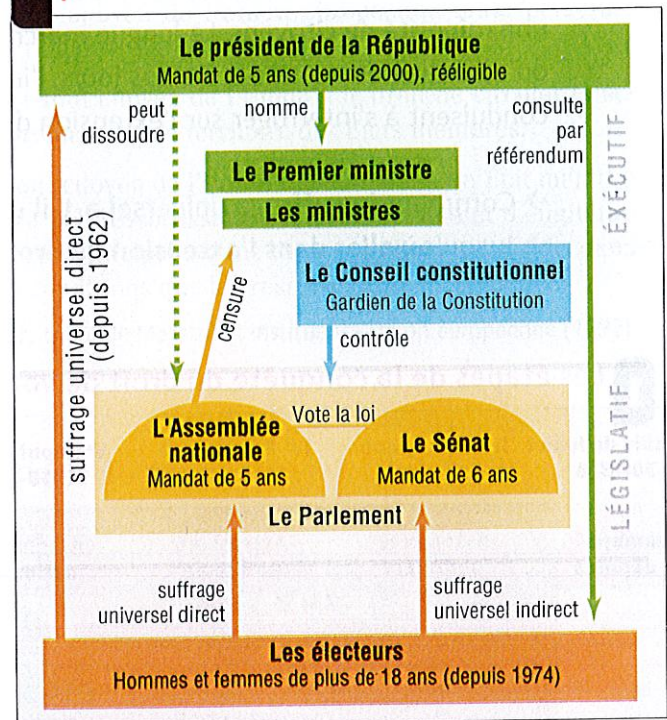 Le président de la République
Mandat de 5 ans (depuis 2000), rééligible
peut
dissoudre
nomme
consulte
par
référendum
Le Premier ministre
Les ministres
EXÉCUTIF
Le Conseil constitutionnel
Gardien de la Constitution
censure
contrôle
suffrage universel direct
(depuis 1962)
L'Assemblée
nationale
Mandat de 5 ans
Vote la loi
Le Sénat
Mandat de 6 ans
Le Parlement
LÉGISLATIF
suffrage
universel direct
suffrage
universel indirect
Les électeurs
Hommes et femmes de plus de 18 ans (depuis 1974)